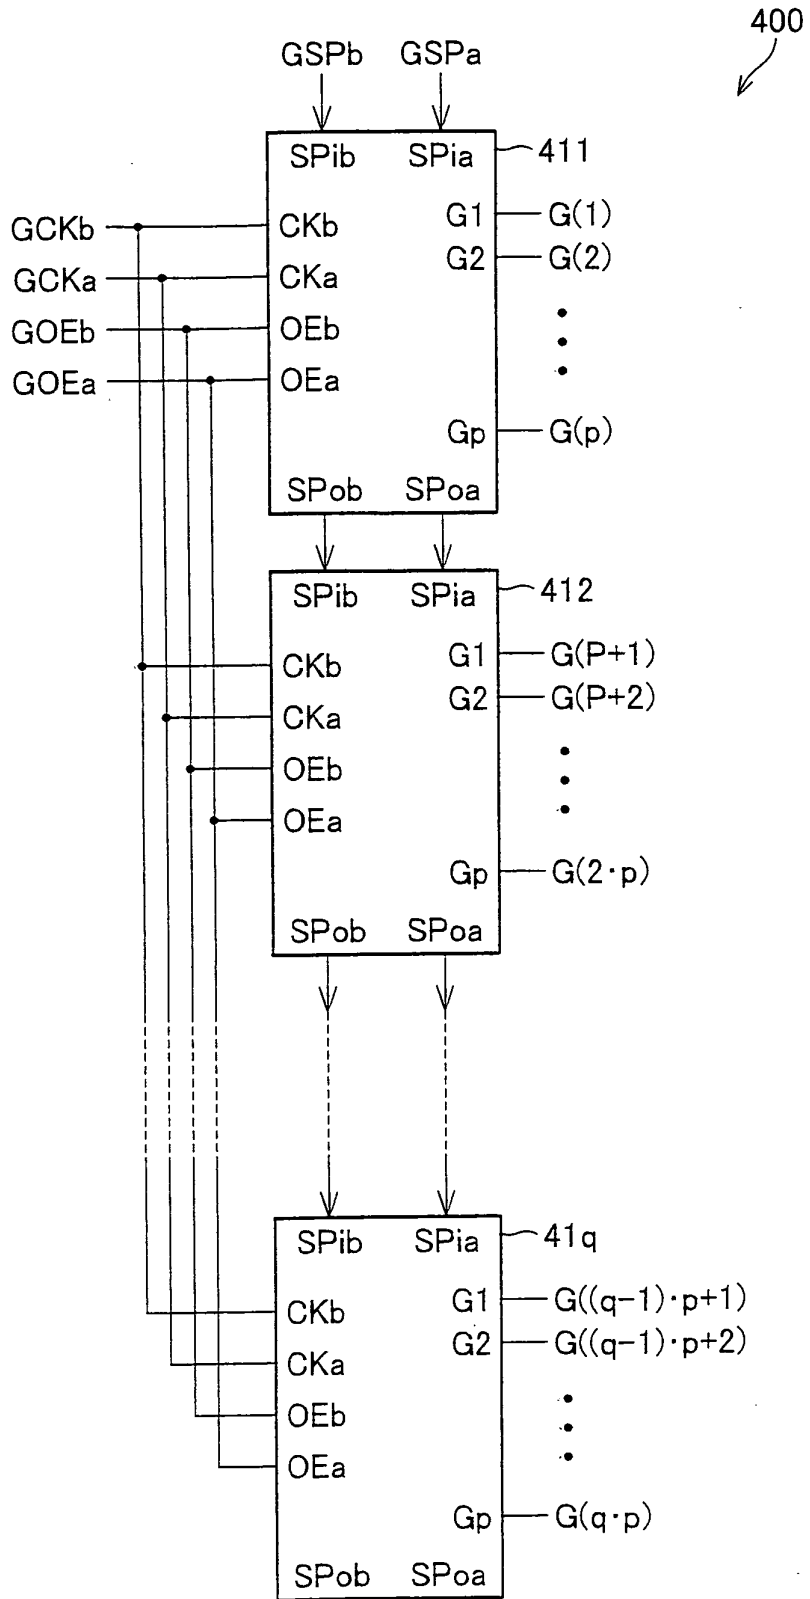 400
GSPb GSPa
SPib SPia 411
GCKb CKb G1 G(1)
GCKa CKa G2 G(2)
GOEb OEb
GOEa OEa
Gp G(p)
SPob SPoa
SPib SPia 412
CKb G1 G(P+1)
CKa G2 G(P+2)
OEb
OEa
Gp G(2·p)
SPob SPoa
SPib SPia 41q
CKb G1 G((q-1)·p+1)
CKa G2 G((q-1)·p+2)
OEb
OEa
Gp G(q·p)
SPob SPoa